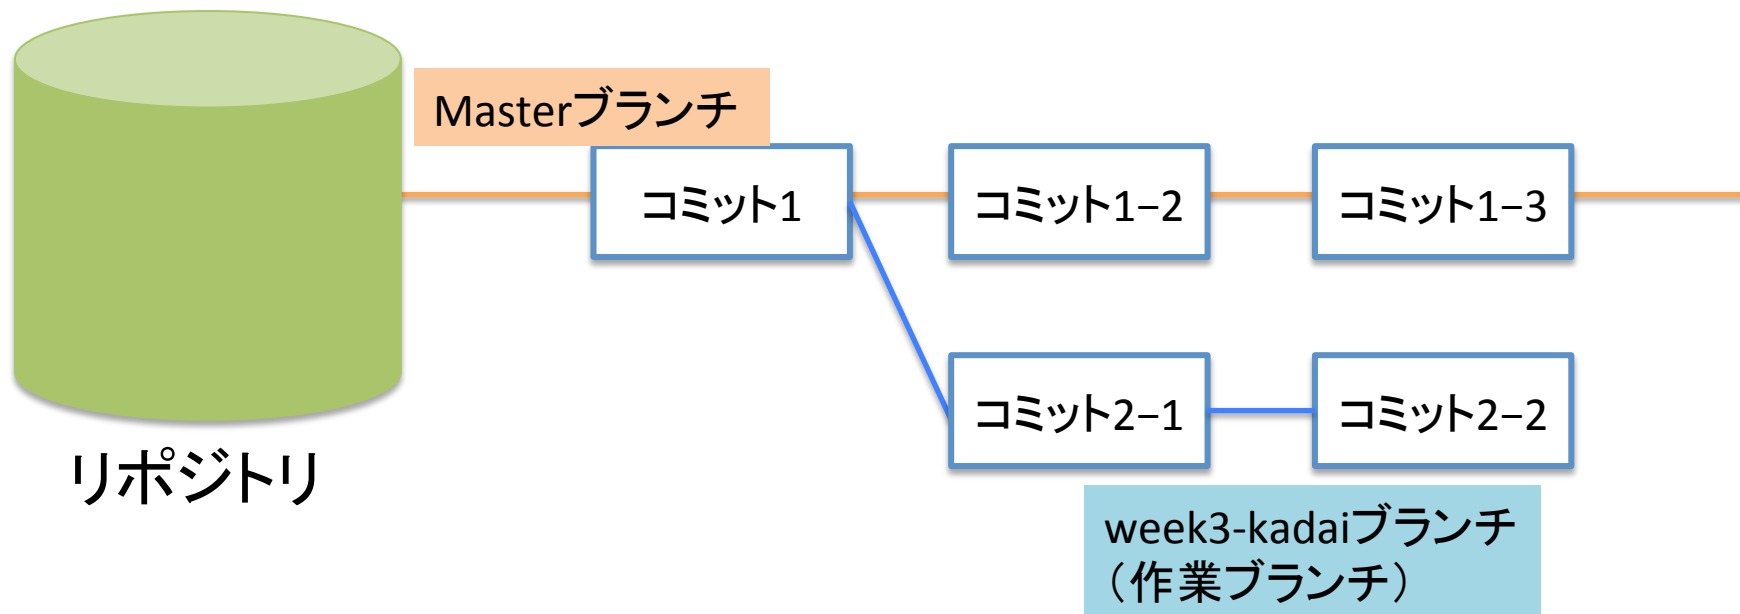 Masterブランチ
コミット1
コミット1−2
コミット1−3
コミット2−1
コミット2−2
リポジトリ
week3-kadaiブランチ
（作業ブランチ）